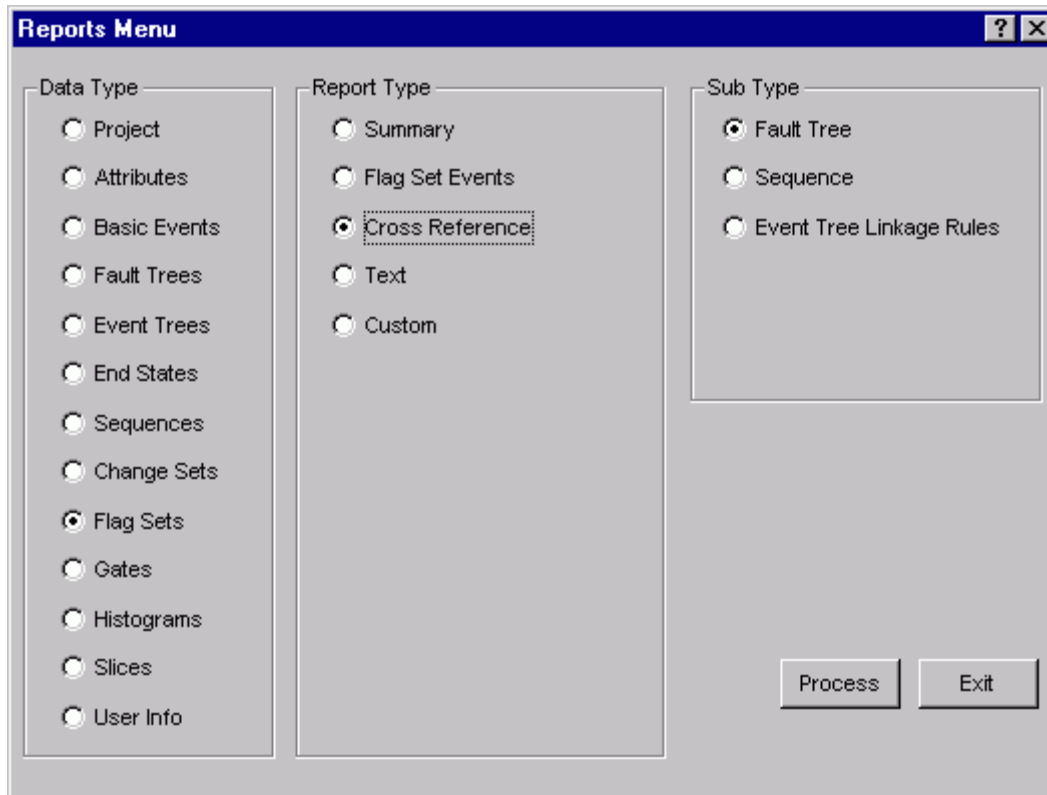 Reports Menu
Data Type
Project
Attributes
Basic Events
Fault Trees
Event Trees
End States
Sequences
Change Sets
Flag Sets
Gates
Histograms
Slices
User Info
Report Type
Summary
Flag Set Events
Cross Reference
Text
Custom
Sub Type
Fault Tree
Sequence
Event Tree Linkage Rules
Process
Exit